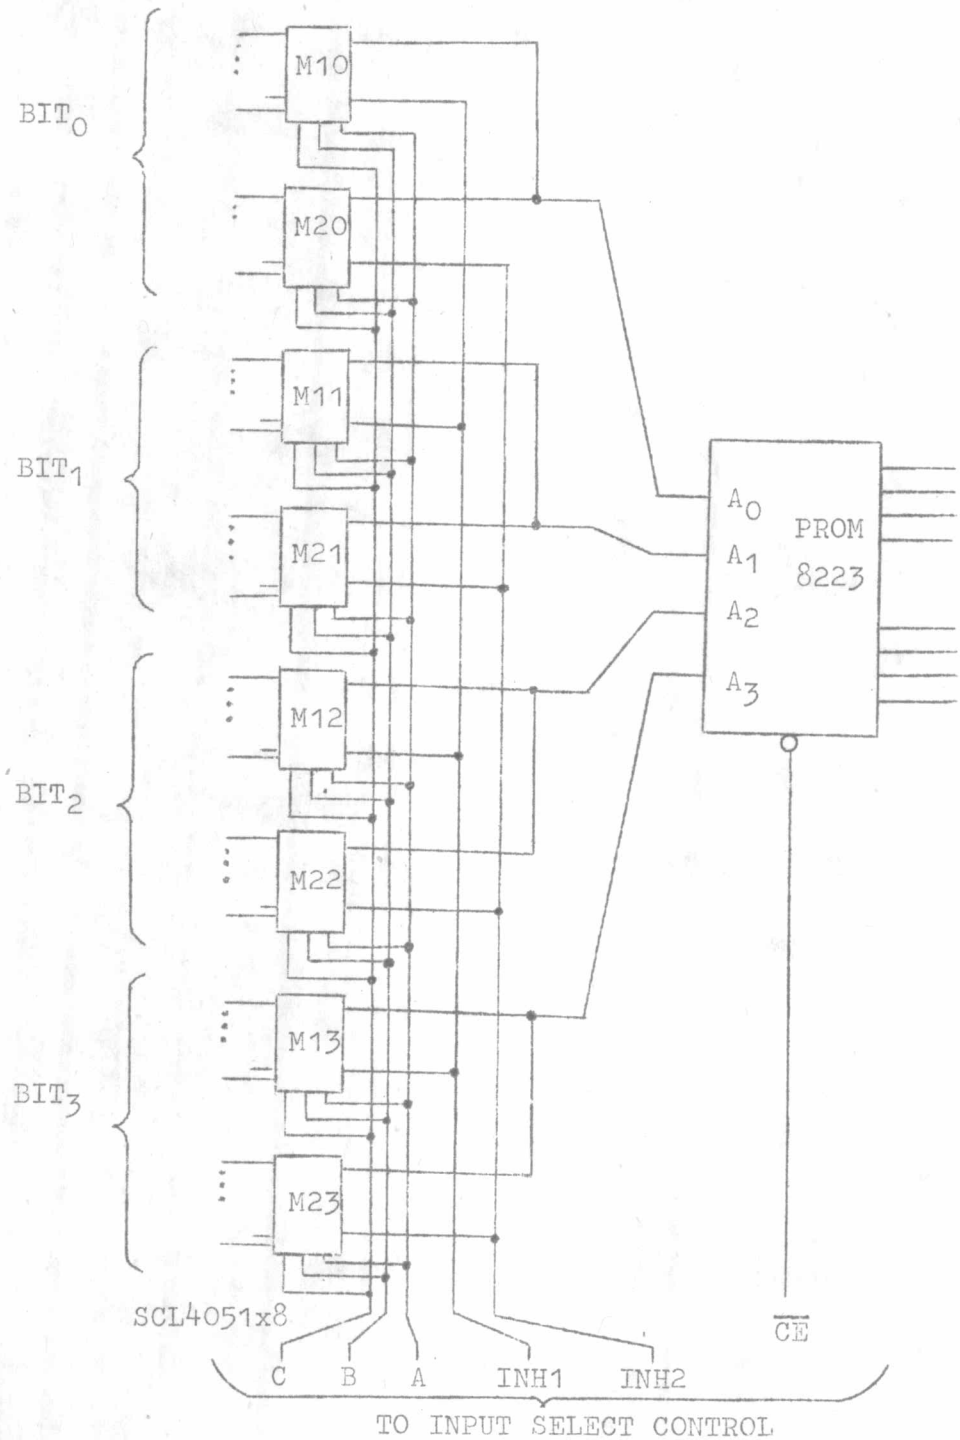 M10
BIT0
M20
M11
BIT1
M21
A0
PROM
A1
8223
A2
M12
A3
BIT2
M22
M13
BIT3
M23
SCL4051x8
CE
C B A INH1 INH2
TO INPUT SELECT CONTROL